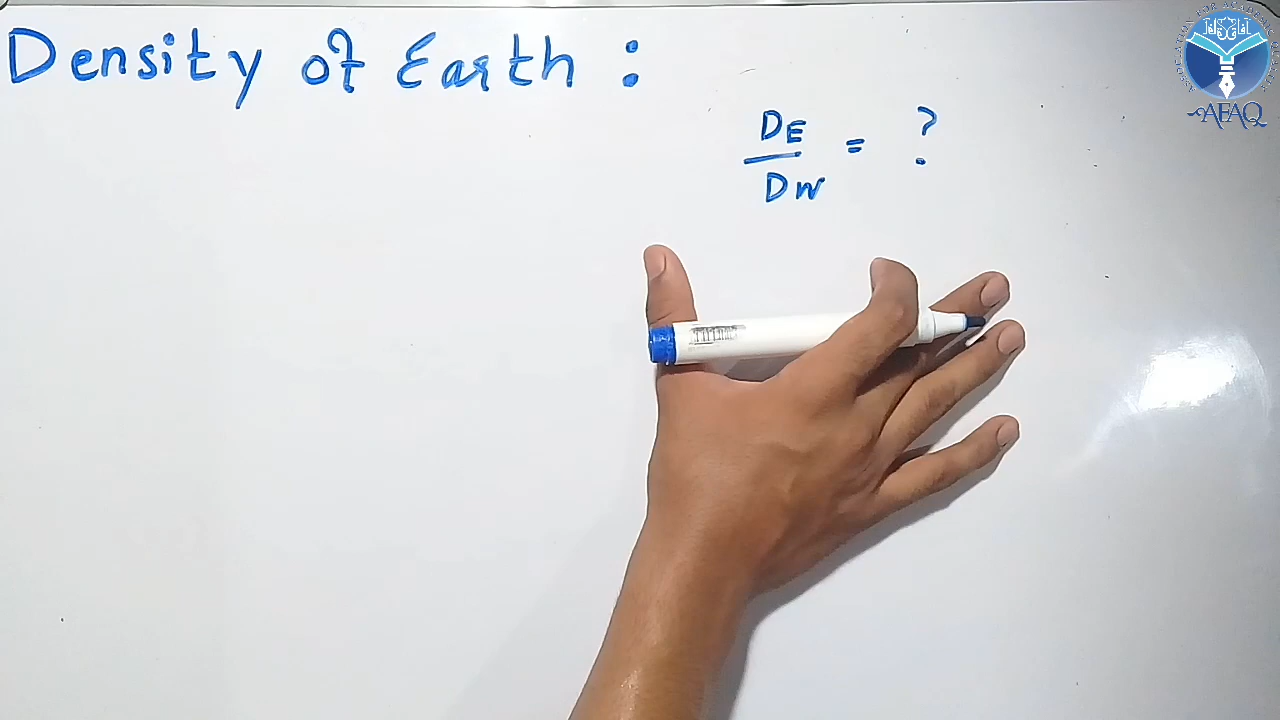 Density of Earth :
DE
DW
= ?
AFAQ